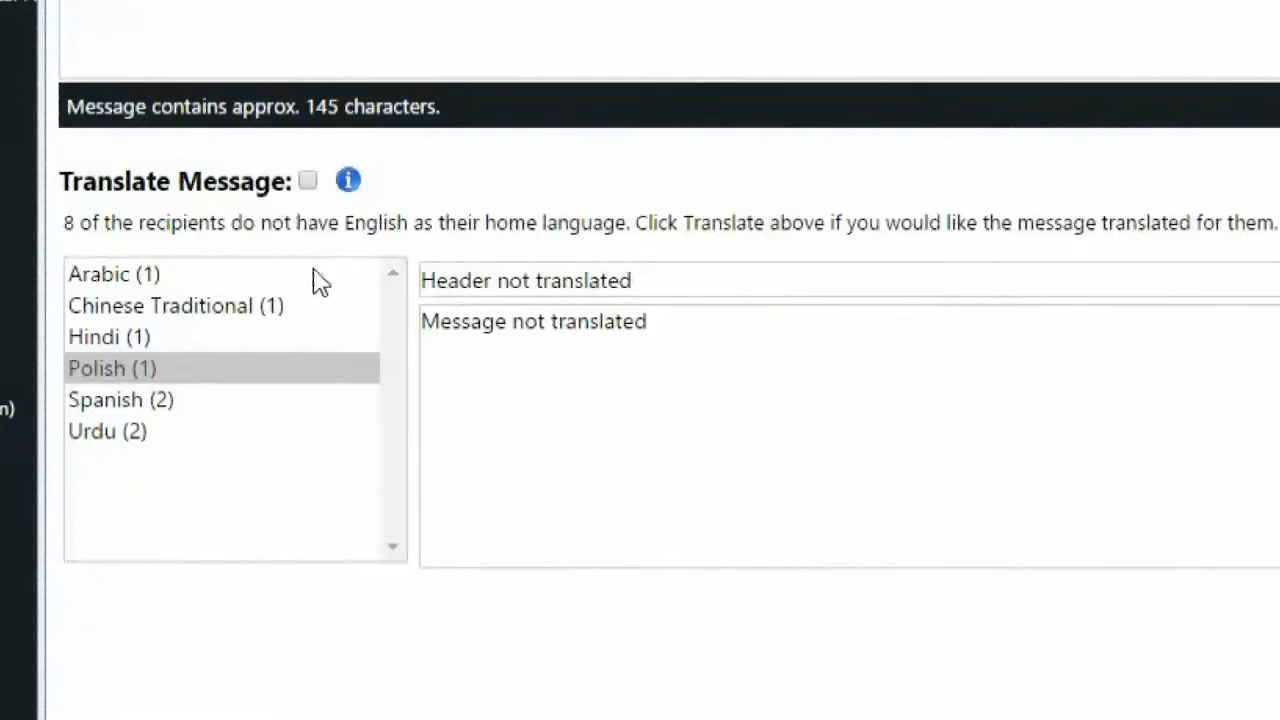 Message contains approx. 145 characters.
Translate Message:
8 of the recipients do not have English as their home language. Click Translate above if you would like the message translated for them.
Arabic (1)
Chinese Traditional (1)
Hindi (1)
Polish (1)
Spanish (2)
Urdu (2)
Header not translated
Message not translated
n)